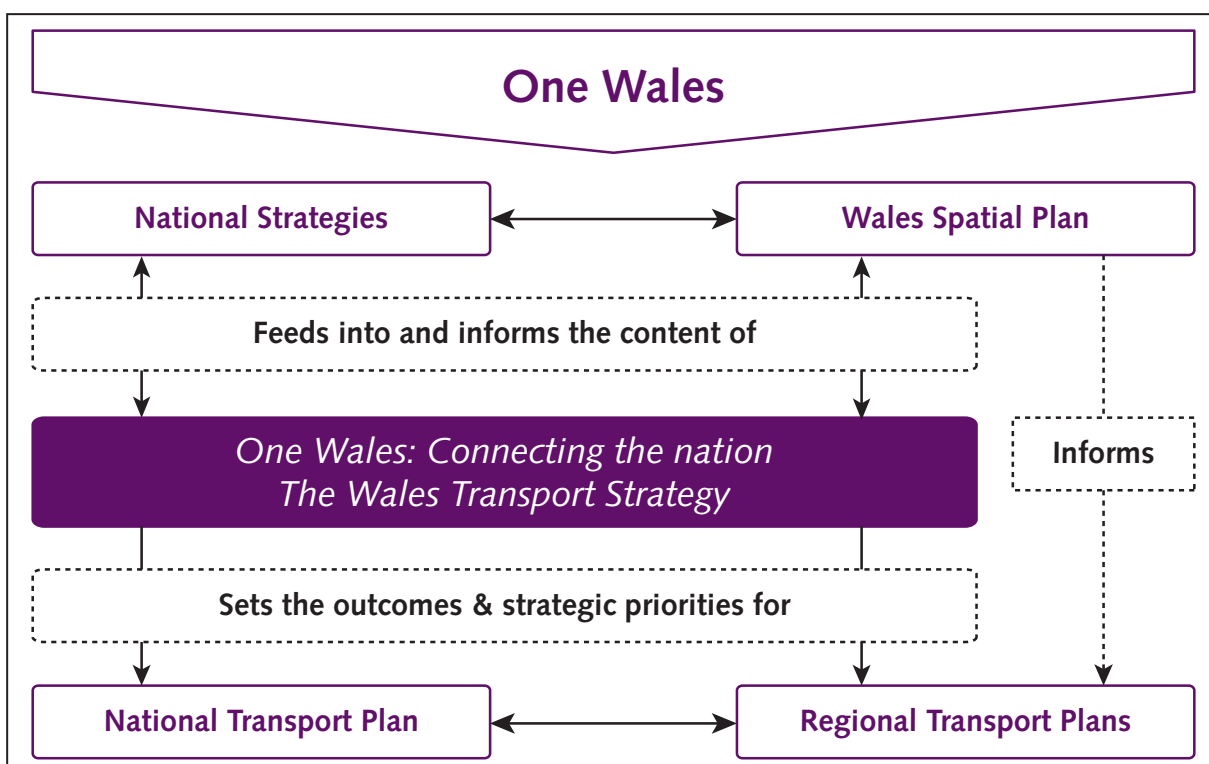 One Wales
National Strategies
Wales Spatial Plan
Feeds into and informs the content of
One Wales: Connecting the nation
The Wales Transport Strategy
Informs
Sets the outcomes & strategic priorities for
National Transport Plan
Regional Transport Plans